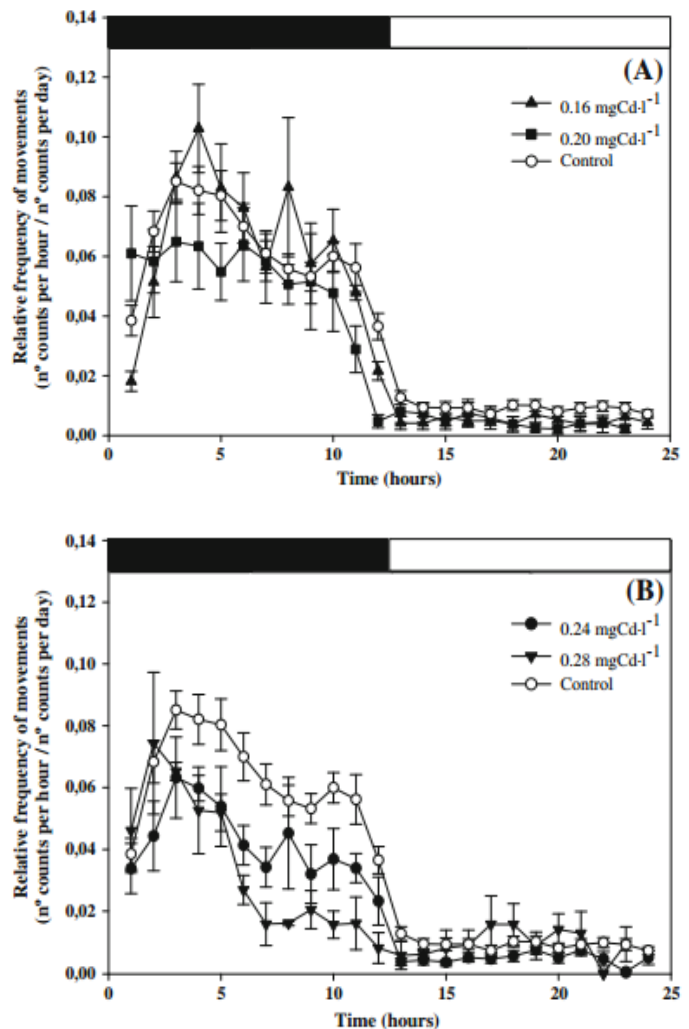 0,14
0,12
0,10
0,08
0,06
0,04
0,02
0,00
Relative frequency of movements
(nº counts per hour / nº counts per day)
(A)
0.16 mgCd·l-1
0.20 mgCd·l-1
Control
0 5 10 15 20 25
Time (hours)
0,14
0,12
0,10
0,08
0,06
0,04
0,02
0,00
Relative frequency of movements
(nº counts per hour / nº counts per day)
(B)
0.24 mgCd·l-1
0.28 mgCd·l-1
Control
0 5 10 15 20 25
Time (hours)